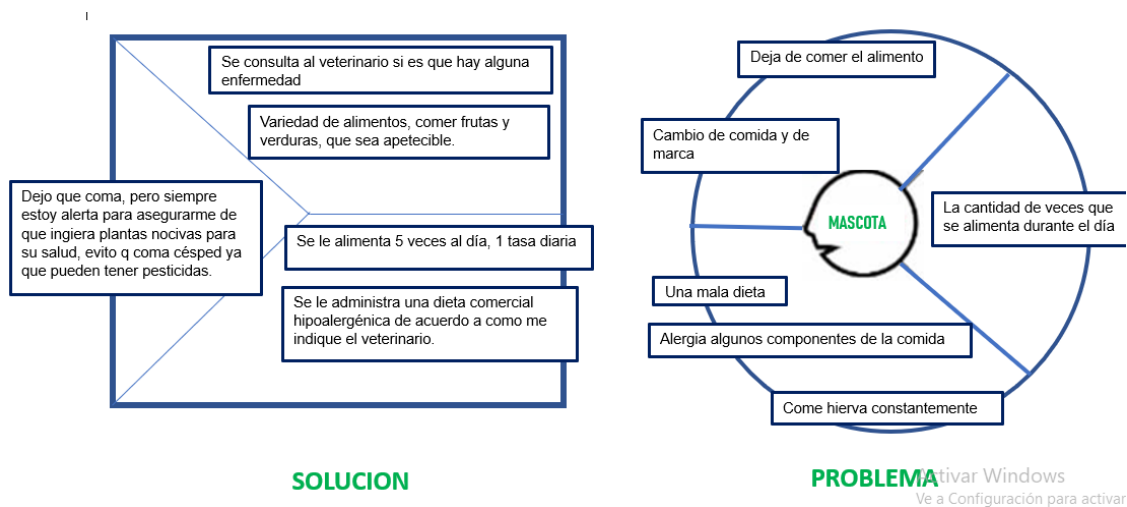 Se consulta al veterinario si es que hay alguna
enfermedad
Variedad de alimentos, comer frutas y
verduras, que sea apetecible.
Dejo que coma, pero siempre
estoy alerta para asegurarme de
que ingiera plantas nocivas para
su salud, evito q coma césped ya
que pueden tener pesticidas.
Se le alimenta 5 veces al día, 1 tasa diaria
Se le administra una dieta comercial
hipoalergénica de acuerdo a como me
indique el veterinario.
SOLUCION
Deja de comer el alimento
Cambio de comida y de
marca
MASCOTA
La cantidad de veces que
se alimenta durante el día
Una mala dieta
Alergia algunos componentes de la comida
Come hierva constantemente
PROBLEMA
Activar Windows
Ve a Configuración para activar